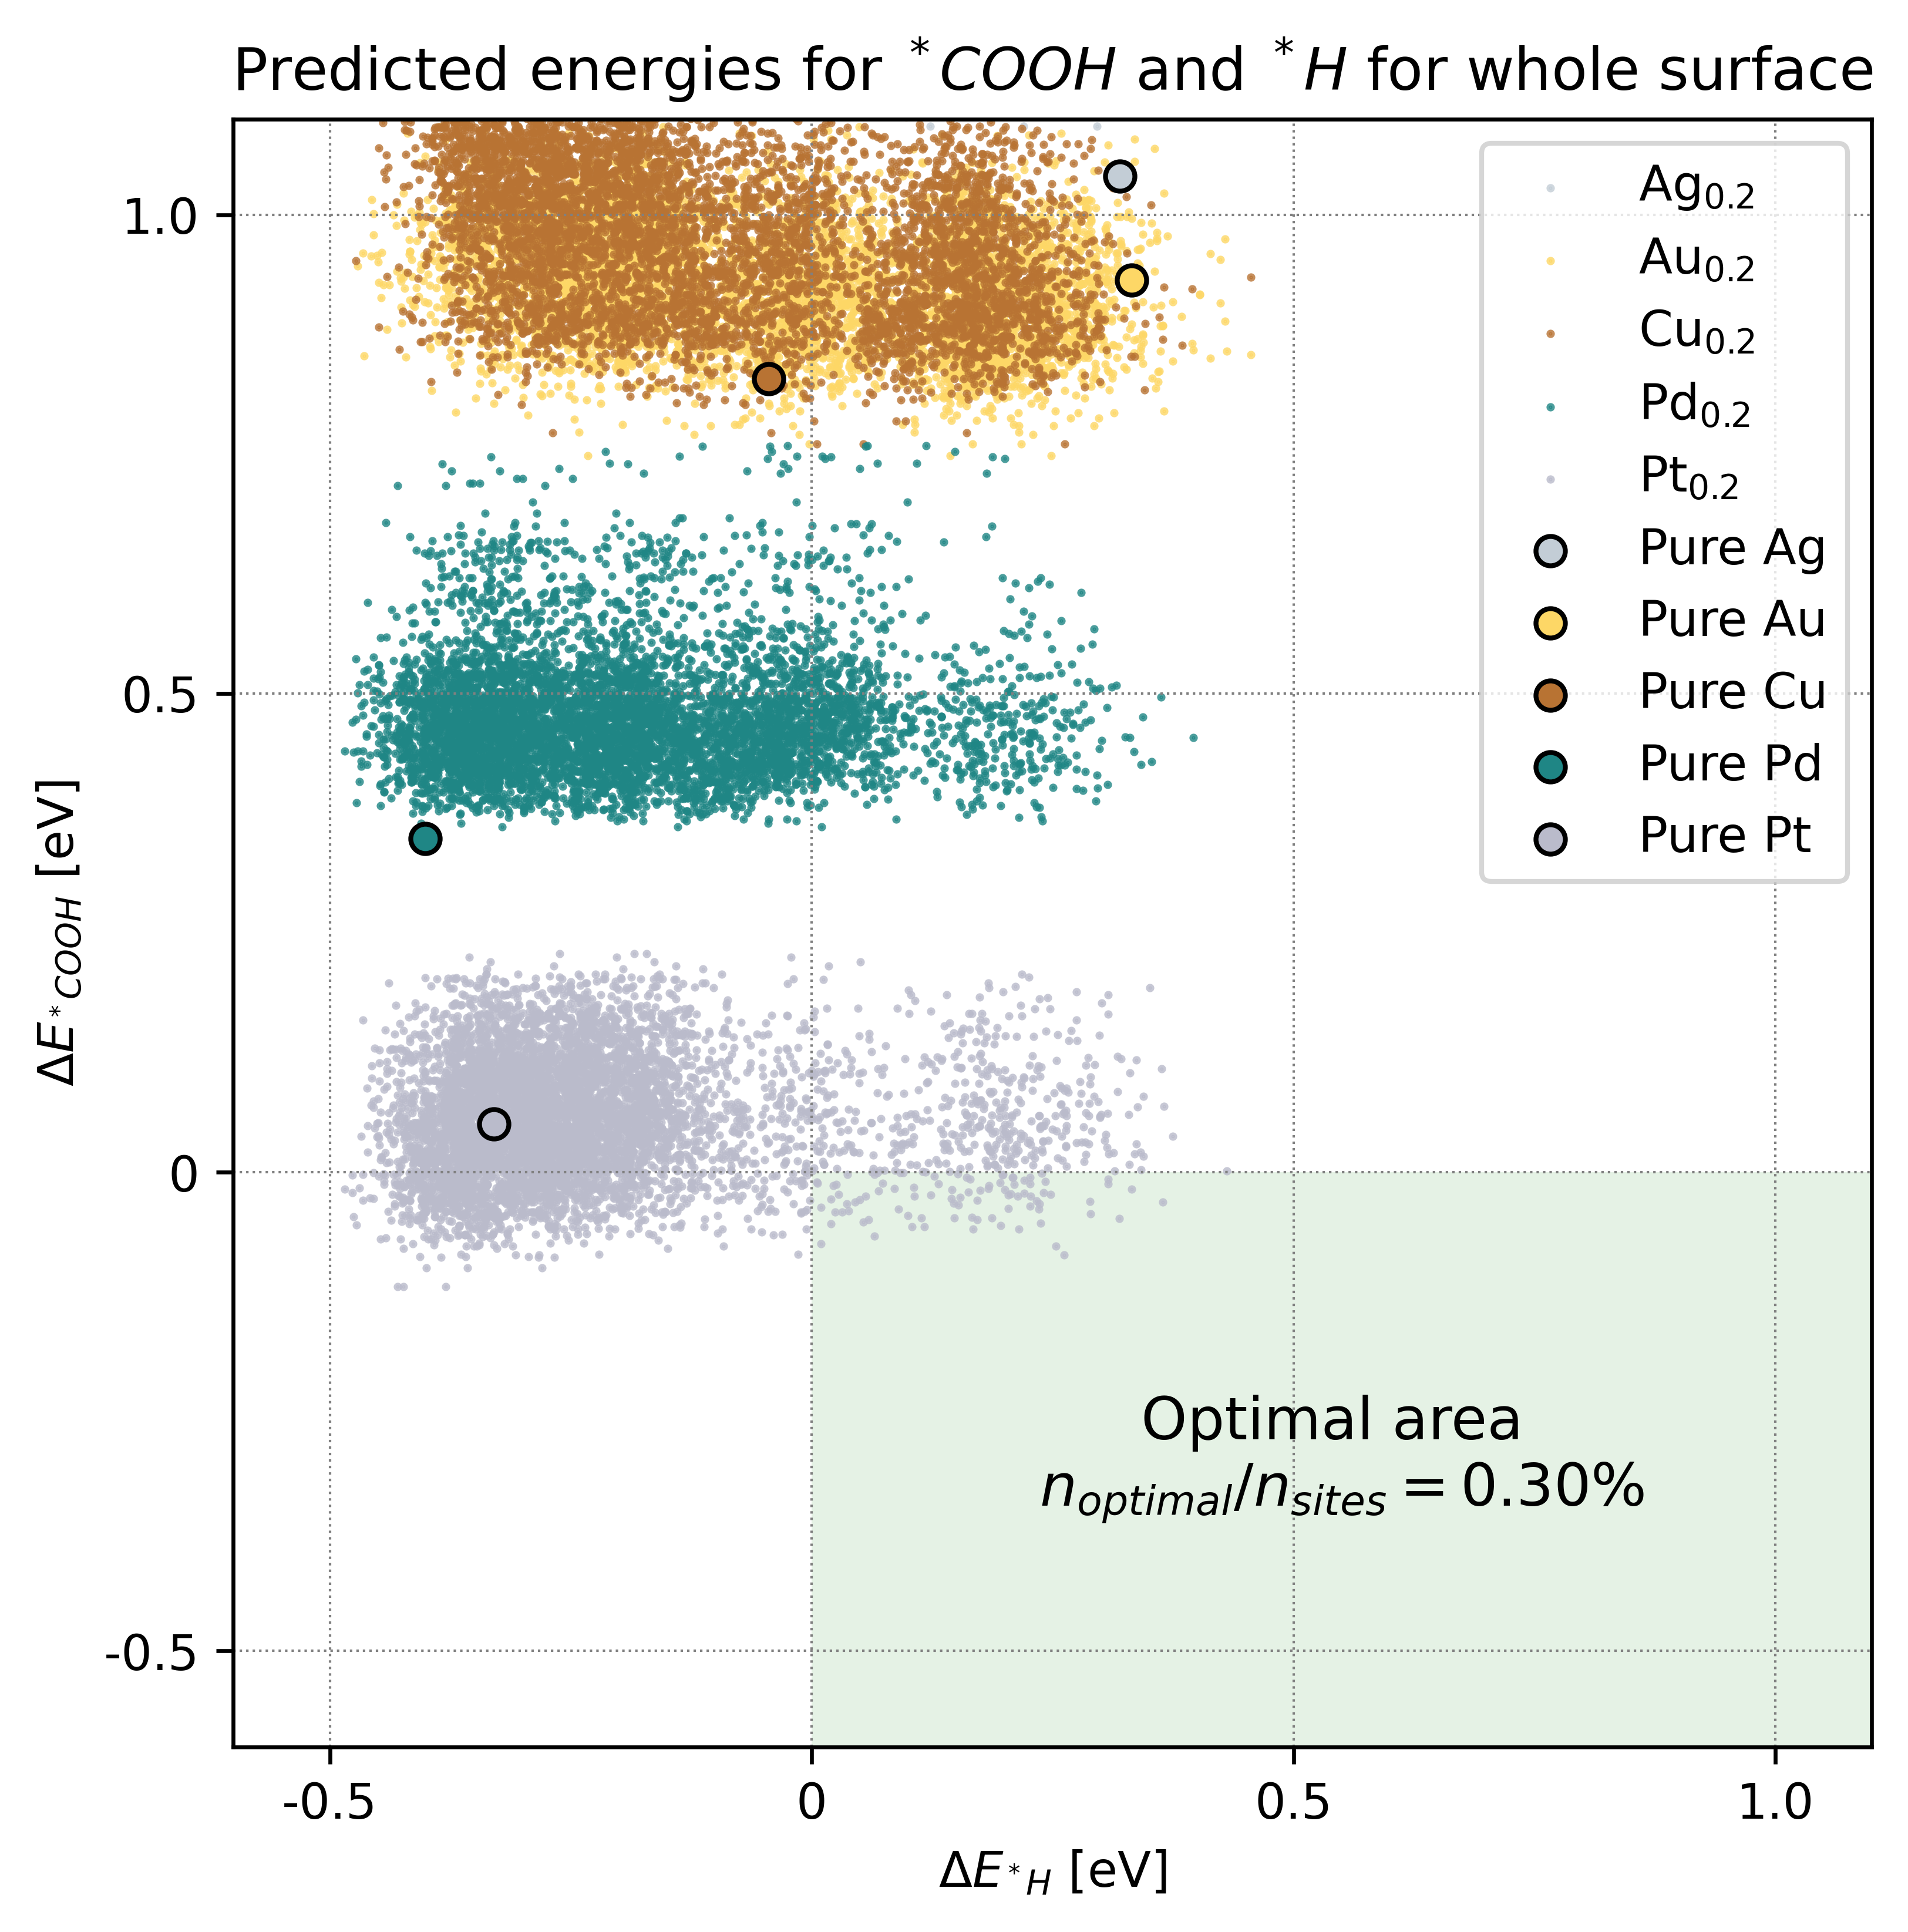 Predicted energies for *COOH and *H for whole surface
1.0
0.5
0
-0.5
ΔE*COOH [eV]
Ag0.2
Au0.2
Cu0.2
Pd0.2
Pt0.2
Pure Ag
Pure Au
Pure Cu
Pure Pd
Pure Pt
Optimal area
noptimal/nsites = 0.30%
-0.5
0
0.5
1.0
ΔE*H [eV]